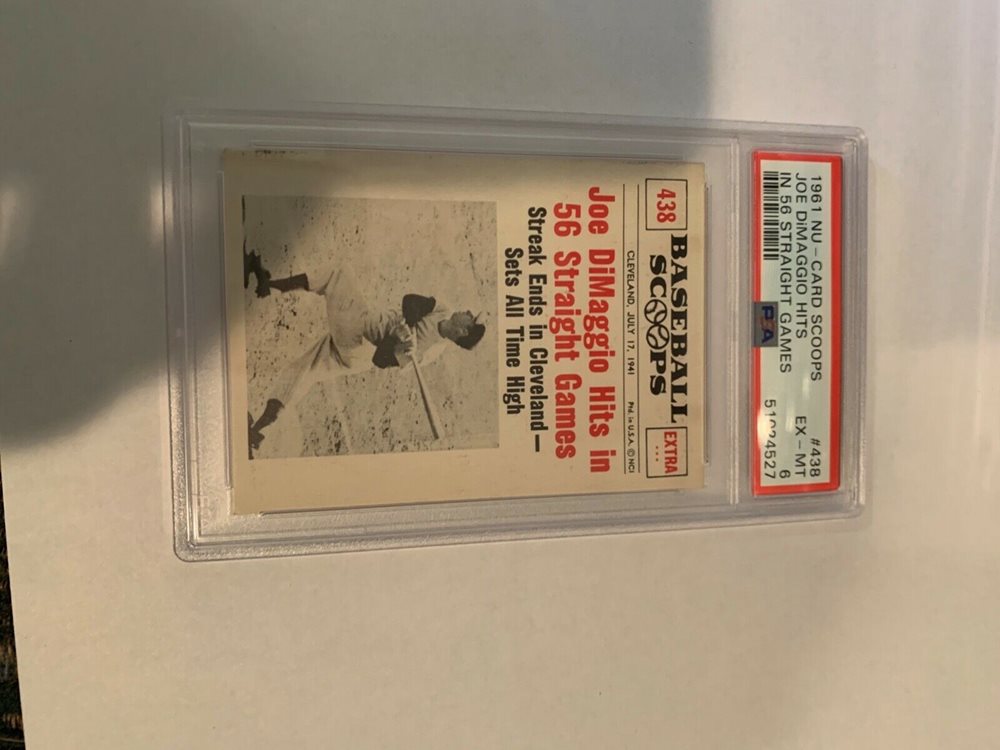 1961 NU-CARD SCOOPS #438
JOE DiMAGGIO HITS EX-MT
IN 56 STRAIGHT GAMES 6
PSA
438 BASEBALL SCOOPS EXTRA ...
CLEVELAND, JULY 17, 1941 Ptd. in U.S.A. © NCI
Joe DiMaggio Hits in
56 Straight Games
Streak Ends in Cleveland—
Sets All Time High